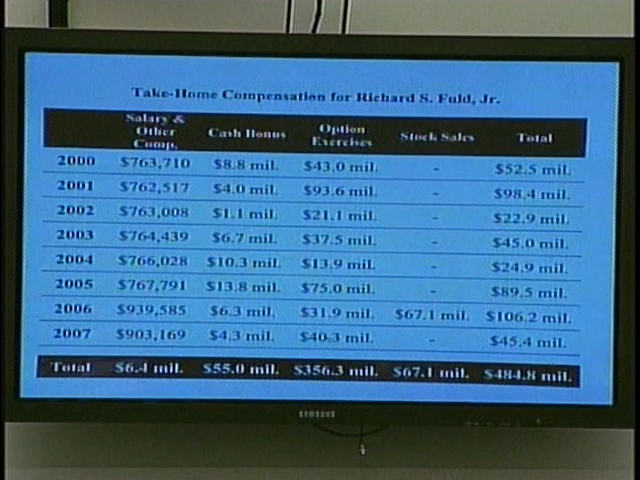 Take-Home Compensation for Richard S. Fuld, Jr.
Salary & Other Comp. Cash Bonus Option Exercises Stock Sales Total
2000 $763,710 $8.8 mil. $43.0 mil. - $52.5 mil.
2001 $762,517 $4.0 mil. $93.6 mil. - $98.4 mil.
2002 $763,008 $1.1 mil. $21.1 mil. - $22.9 mil.
2003 $764,439 $6.7 mil. $37.5 mil. - $45.0 mil.
2004 $766,028 $10.3 mil. $13.9 mil. - $24.9 mil.
2005 $767,791 $13.8 mil. $75.0 mil. - $89.5 mil.
2006 $939,585 $6.3 mil. $31.9 mil. $67.1 mil. $106.2 mil.
2007 $903,169 $4.3 mil. $40.3 mil. - $45.4 mil.
Total $6.4 mil. $55.0 mil. $356.3 mil. $67.1 mil. $484.8 mil.
SAMSUNG